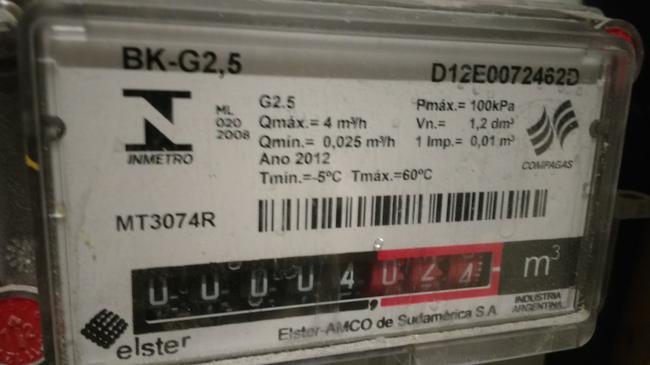 BK-G2,5
D12E0072462D
INMETRO
ML
020
2008
G2.5
Qmáx.= 4 m³/h
Qmín.= 0,025 m³/h
Ano 2012
Tmín.=-5ºC Tmáx.=60ºC
Pmáx.= 100kPa
Vn.= 1,2 dm³
1 Imp.= 0,01 m³
COMPAGAS
MT3074R
0 0 0 0 4 , 0 2 4
m³
INDUSTRIA
ARGENTINA
elster
Elster-AMCO de Sudamérica S.A